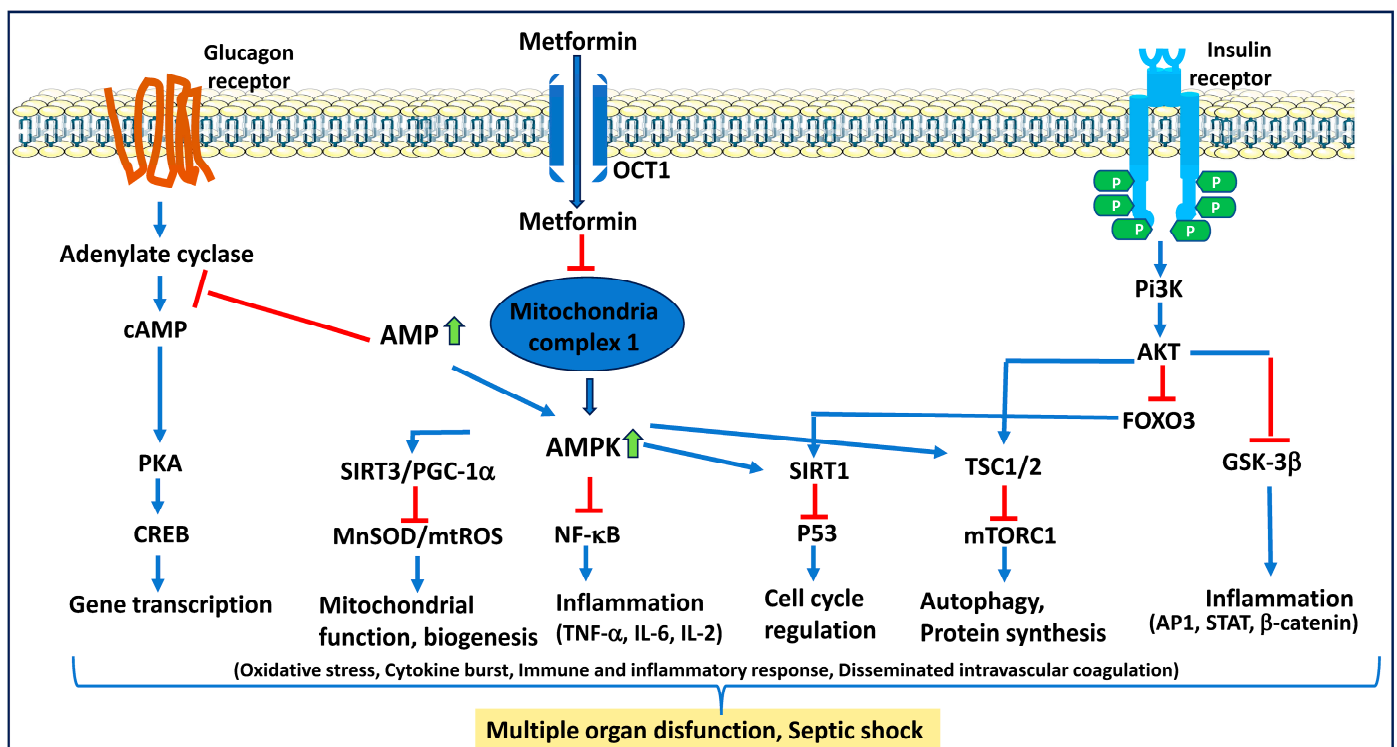 Glucagon
receptor
Metformin
Insulin
receptor
OCT1
P
P
P
P
P
P
Metformin
Adenylate cyclase
Pi3K
cAMP
AMP
Mitochondria
complex 1
AKT
FOXO3
AMPK
PKA
SIRT3/PGC-1α
SIRT1
TSC1/2
GSK-3β
CREB
MnSOD/mtROS
NF-κB
P53
mTORC1
Gene transcription
Mitochondrial
function, biogenesis
Inflammation
(TNF-α, IL-6, IL-2)
Cell cycle
regulation
Autophagy,
Protein synthesis
Inflammation
(AP1, STAT, β-catenin)
(Oxidative stress, Cytokine burst, Immune and inflammatory response, Disseminated intravascular coagulation)
Multiple organ disfunction, Septic shock